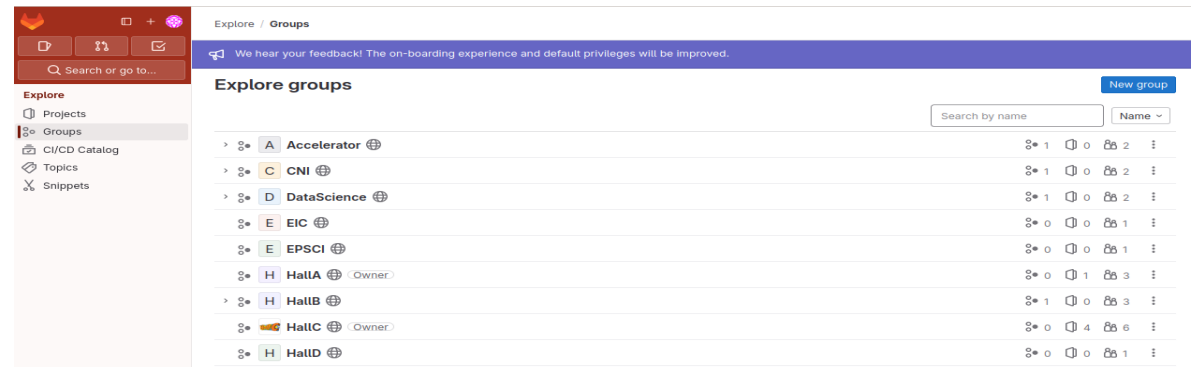 Explore / Groups
We hear your feedback! The on-boarding experience and default privileges will be improved.
Search or go to...
Explore
Projects
Groups
CI/CD Catalog
Topics
Snippets
Explore groups
New group
Search by name
Name
A Accelerator 1 0 2
C CNI 1 0 2
D DataScience 1 0 2
E EIC 0 0 1
E EPSCI 0 0 1
H HallA Owner 0 1 3
H HallB 1 0 3
HallC Owner 0 4 6
H HallD 0 0 1